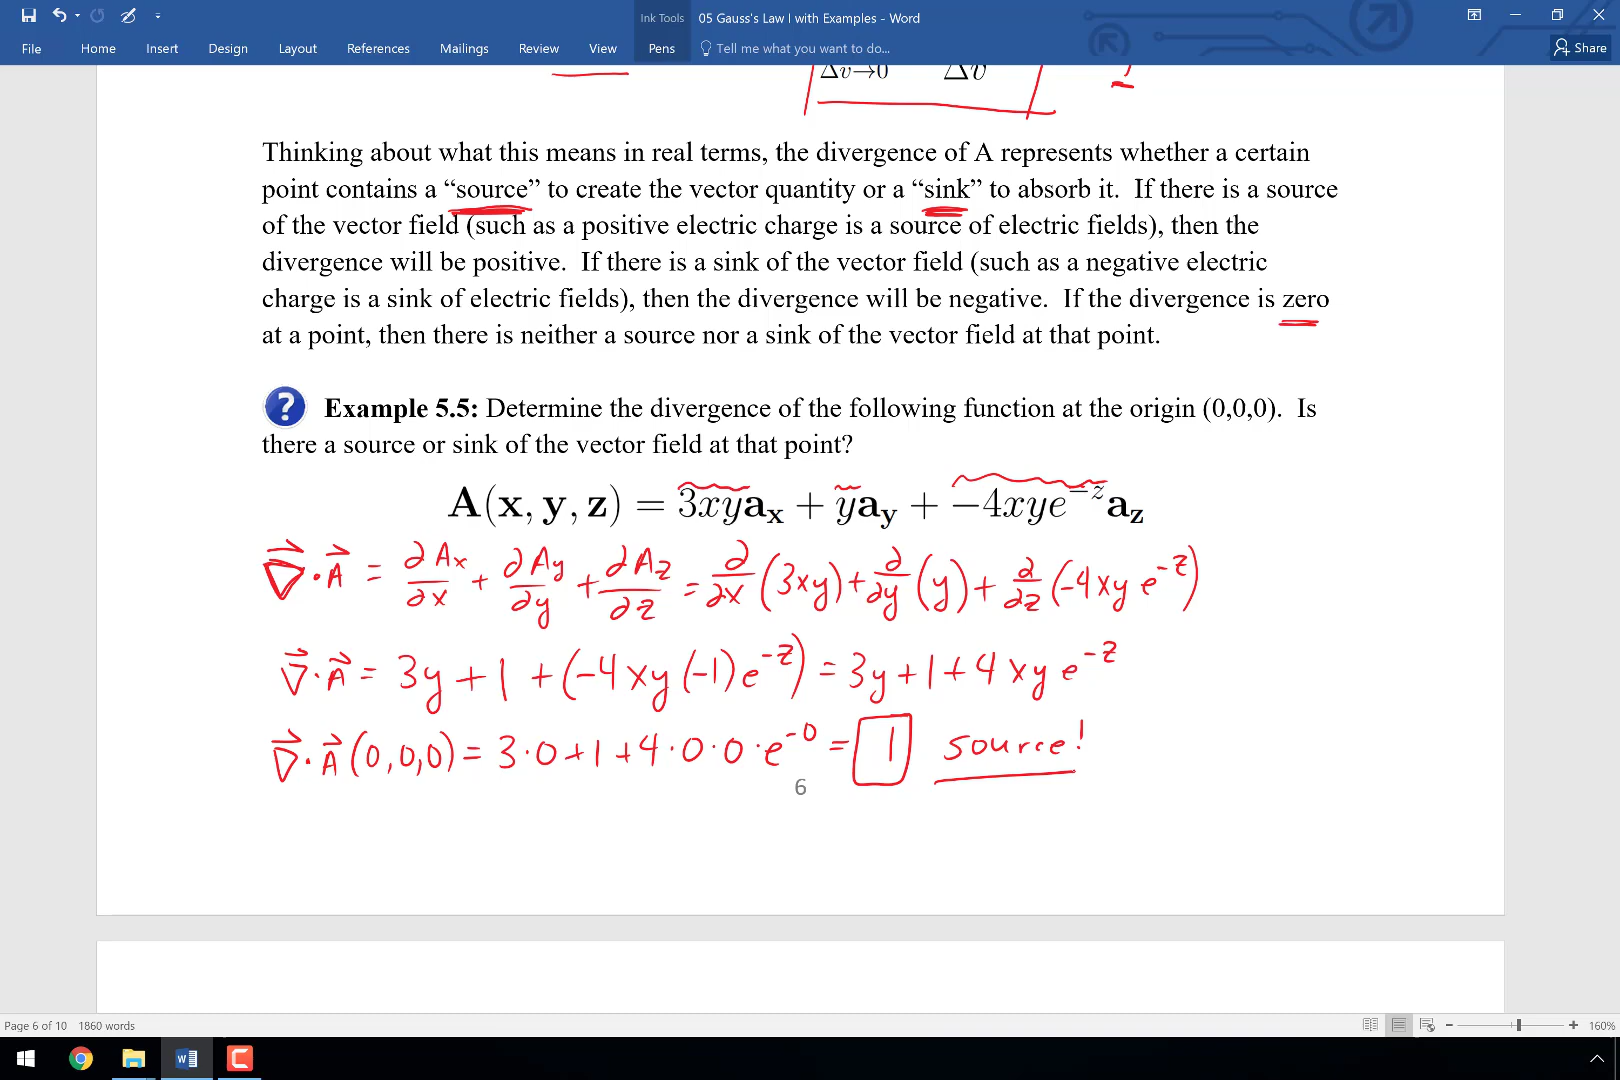 Ink Tools 05 Gauss's Law I with Examples - Word
File Home Insert Design Layout References Mailings Review View Pens Tell me what you want to do... Share
Δv→0 Δv
Thinking about what this means in real terms, the divergence of A represents whether a certain
point contains a “source” to create the vector quantity or a “sink” to absorb it. If there is a source
of the vector field (such as a positive electric charge is a source of electric fields), then the
divergence will be positive. If there is a sink of the vector field (such as a negative electric
charge is a sink of electric fields), then the divergence will be negative. If the divergence is zero
at a point, then there is neither a source nor a sink of the vector field at that point.
? Example 5.5: Determine the divergence of the following function at the origin (0,0,0). Is
there a source or sink of the vector field at that point?
A(x, y, z) = 3xya_x + ya_y + −4xye^{−z}a_z
∇⃗·A⃗ = ∂Ax/∂x + ∂Ay/∂y + ∂Az/∂z = ∂/∂x (3xy) + ∂/∂y (y) + ∂/∂z (-4xy e^{-z})
∇⃗·A⃗ = 3y + 1 + (-4xy(-1)e^{-z}) = 3y + 1 + 4xy e^{-z}
∇⃗·A⃗(0,0,0) = 3·0 + 1 + 4·0·0·e^{-0} = 1 source!
6
Page 6 of 10 1860 words 160%